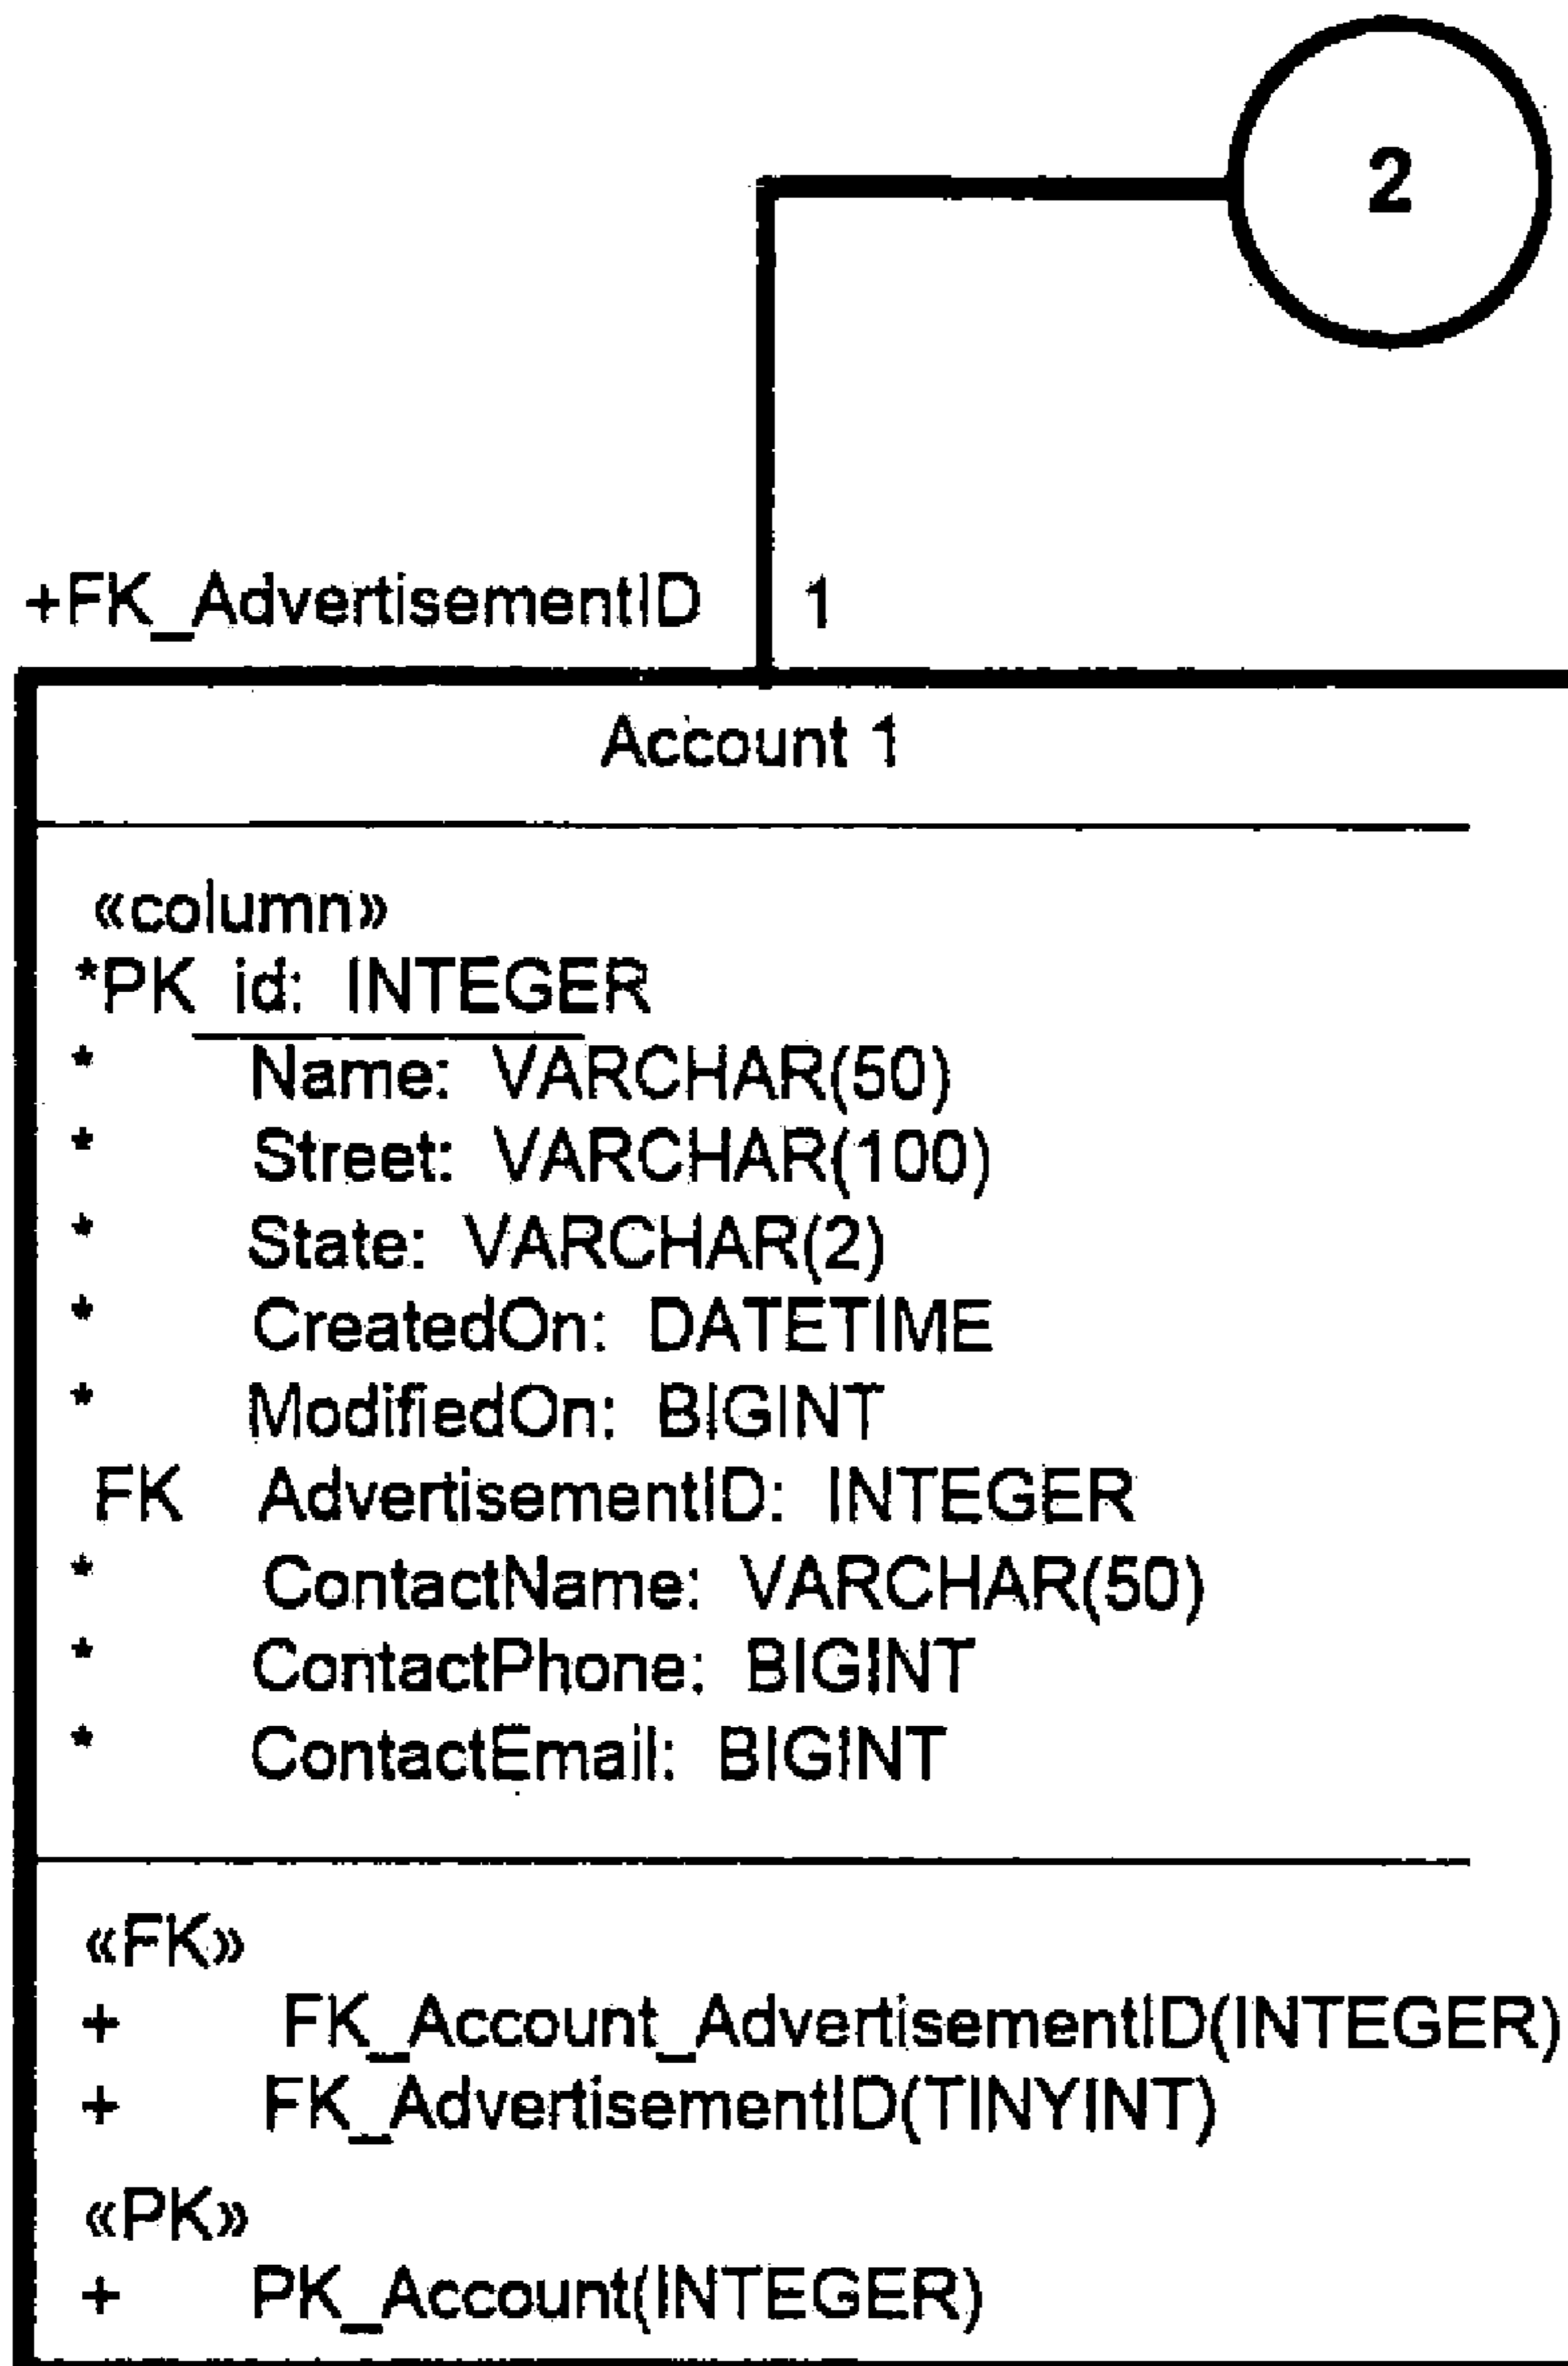 2
+FK_AdvertisementID 1
Account 1
«column»
*PK id: INTEGER
* Name: VARCHAR(50)
* Street: VARCHAR(100)
* State: VARCHAR(2)
* CreatedOn: DATETIME
* ModifiedOn: BIGINT
FK AdvertisementID: INTEGER
* ContactName: VARCHAR(50)
* ContactPhone: BIGINT
* ContactEmail: BIGINT
«FK»
+ FK_Account_AdvertisementID(INTEGER)
+ FK_AdvertisementID(TINYINT)
«PK»
+ PK_Account(INTEGER)